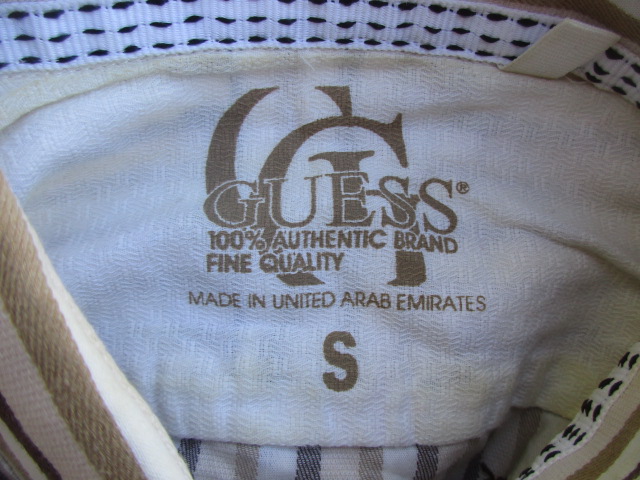 G
GUESS®
100% AUTHENTIC BRAND
FINE QUALITY
MADE IN UNITED ARAB EMIRATES
S